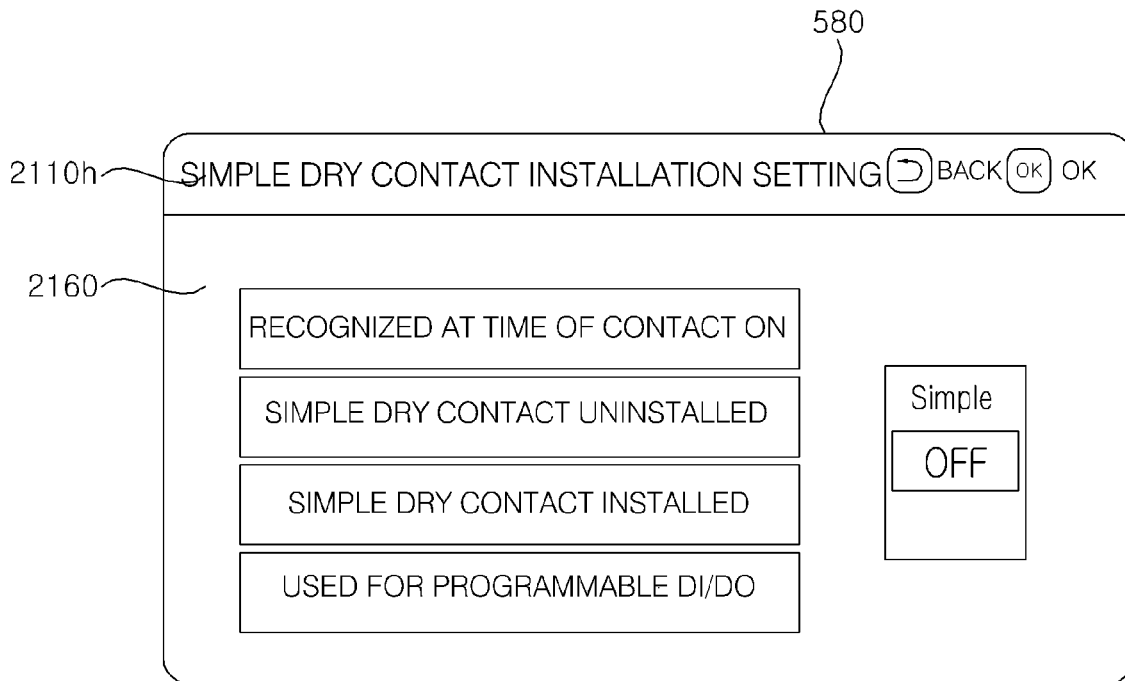 580
2110h
SIMPLE DRY CONTACT INSTALLATION SETTING BACK OK OK
2160
RECOGNIZED AT TIME OF CONTACT ON
SIMPLE DRY CONTACT UNINSTALLED
SIMPLE DRY CONTACT INSTALLED
USED FOR PROGRAMMABLE DI/DO
Simple
OFF